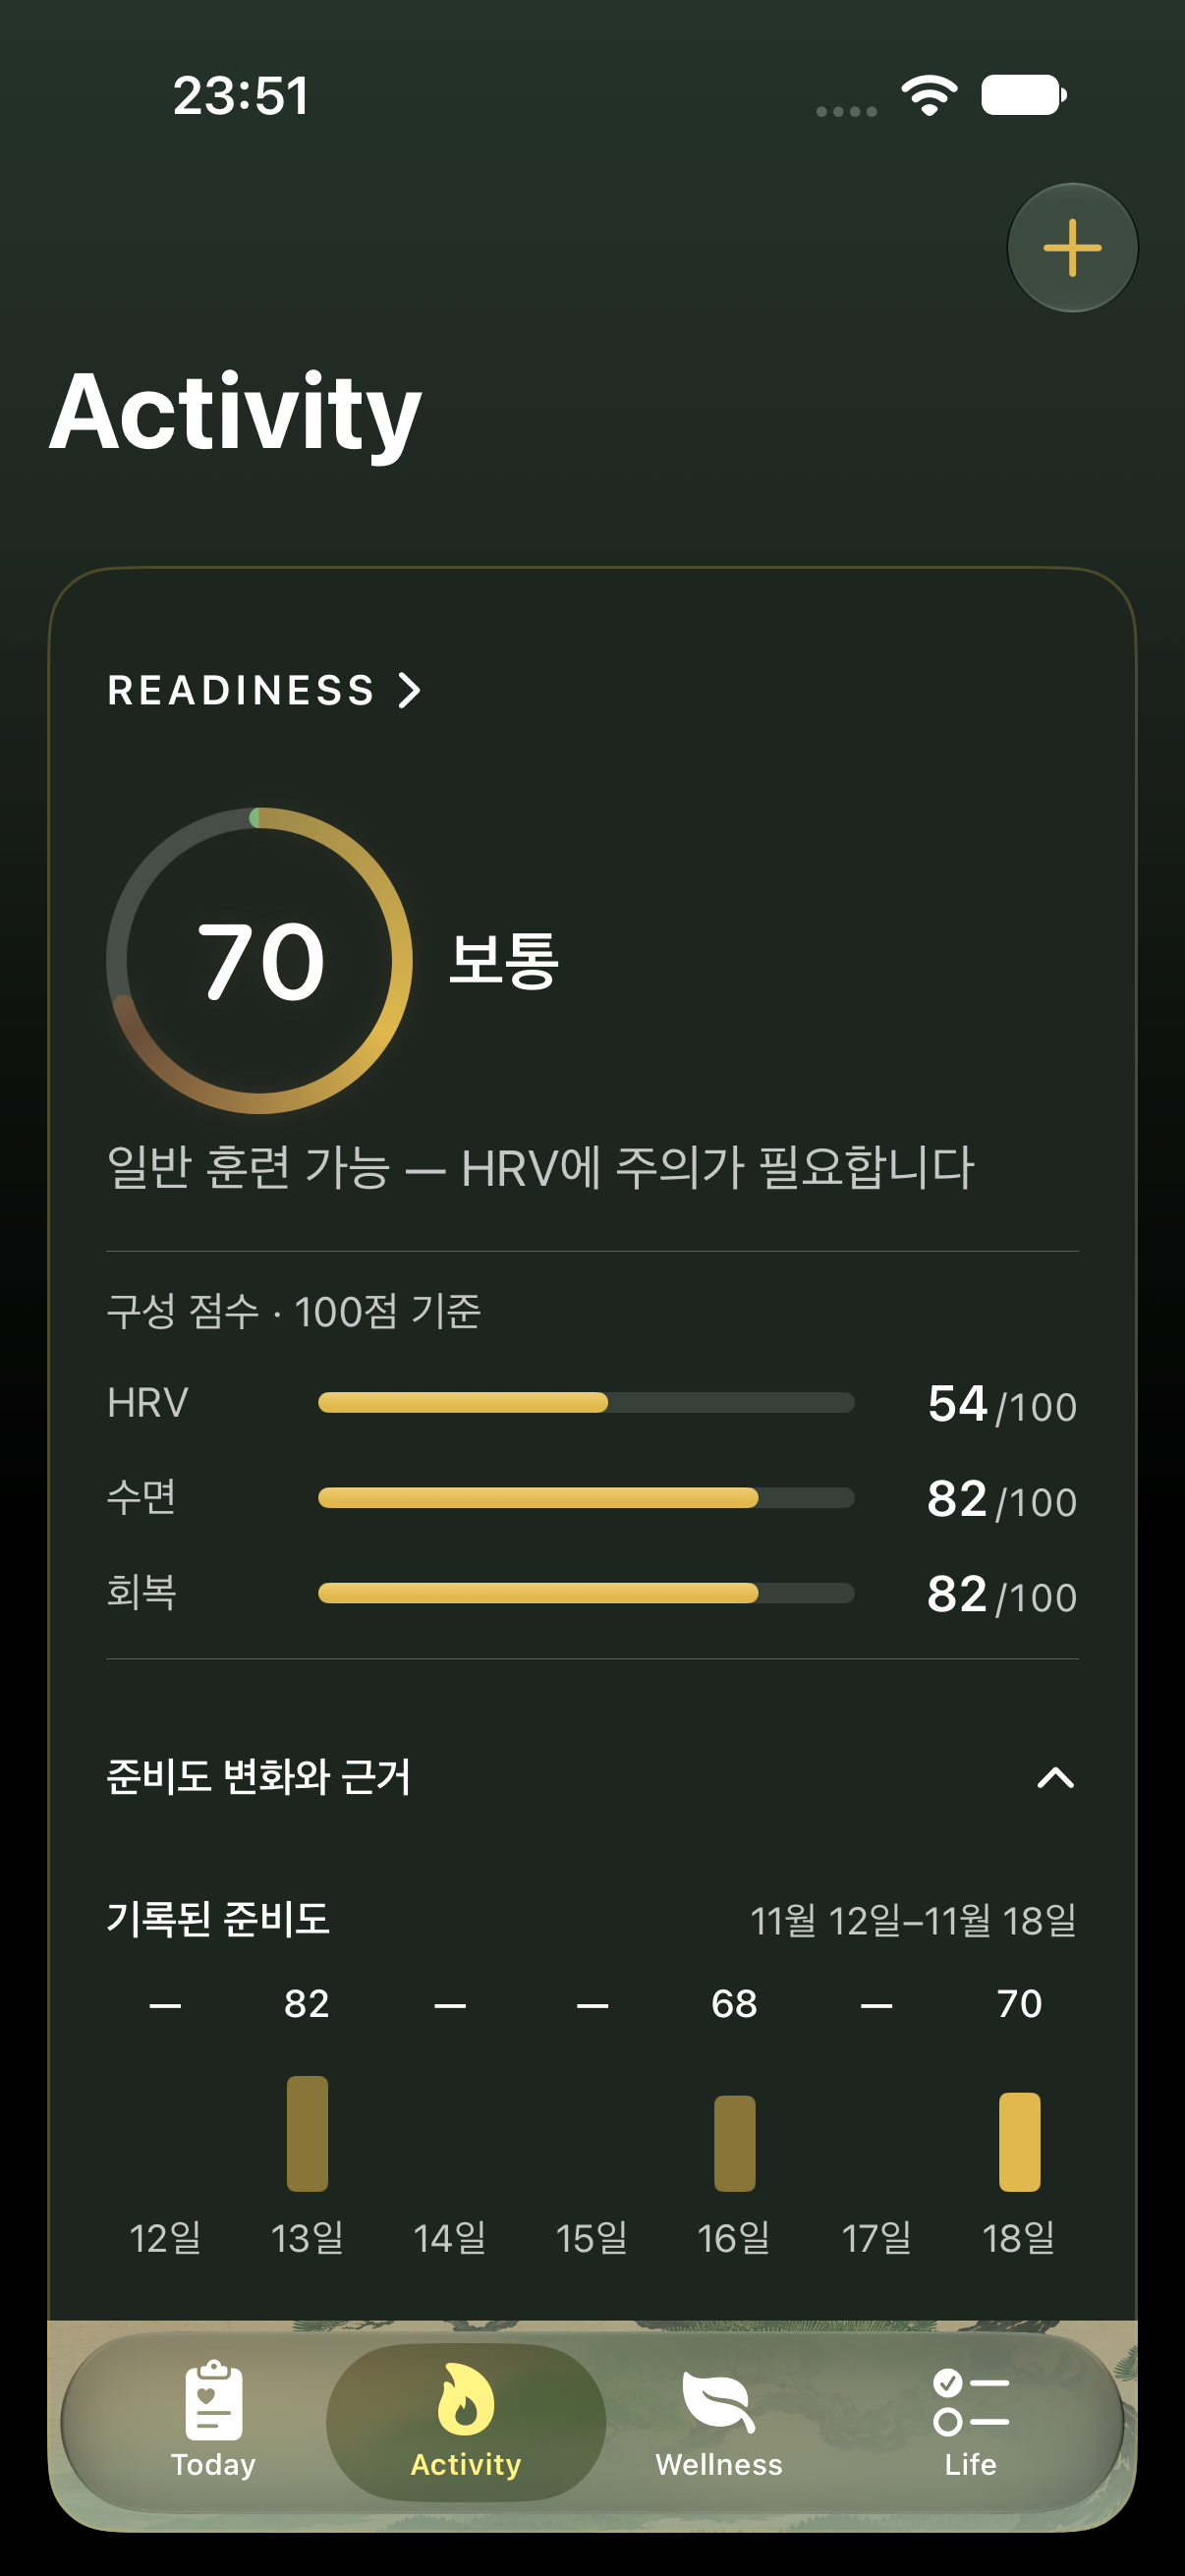 23:51
Activity
READINESS
70
보통
일반 훈련 가능 — HRV에 주의가 필요합니다
구성 점수 · 100점 기준
HRV 54/100
수면 82/100
회복 82/100
준비도 변화와 근거
기록된 준비도 11월 12일–11월 18일
— 82 — — 68 — 70
12일 13일 14일 15일 16일 17일 18일
Today Activity Wellness Life